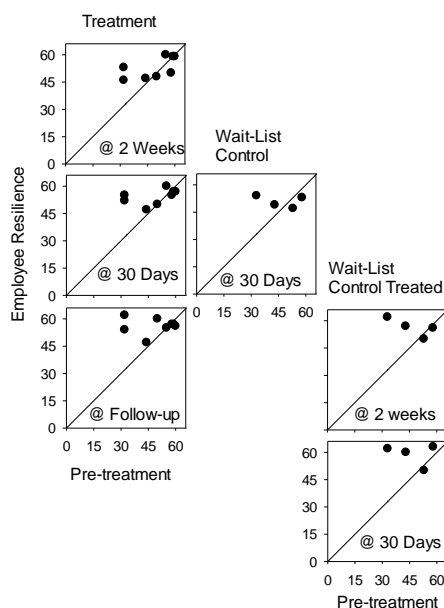 Treatment
60
45
30
15
0
@ 2 Weeks
Wait-List
Control
Employee Resilience
60
45
30
15
0
@ 30 Days
@ 30 Days
0 15 30 45 60
Wait-List
Control Treated
60
45
30
15
0
@ Follow-up
0 15 30 45 60
Pre-treatment
@ 2 weeks
60
45
30
15
0
@ 30 Days
0 15 30 45 60
Pre-treatment